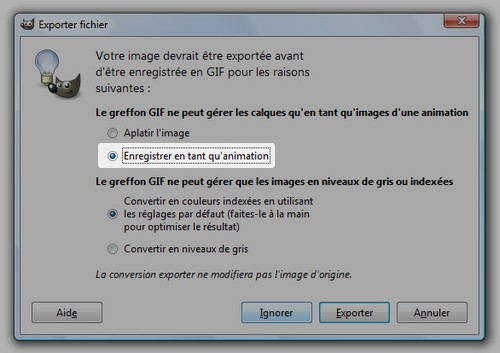 Exporter fichier
Votre image devrait être exportée avant
d'être enregistrée en GIF pour les raisons
suivantes :
Le greffon GIF ne peut gérer les calques qu'en tant qu'images d'une animation
Aplatir l'image
Enregistrer en tant qu'animation
Le greffon GIF ne peut gérer que les images en niveaux de gris ou indexées
Convertir en couleurs indexées en utilisant
les réglages par défaut (faites-le à la main
pour optimiser le résultat)
Convertir en niveaux de gris
La conversion exporter ne modifiera pas l'image d'origine.
Aide Ignorer Exporter Annuler